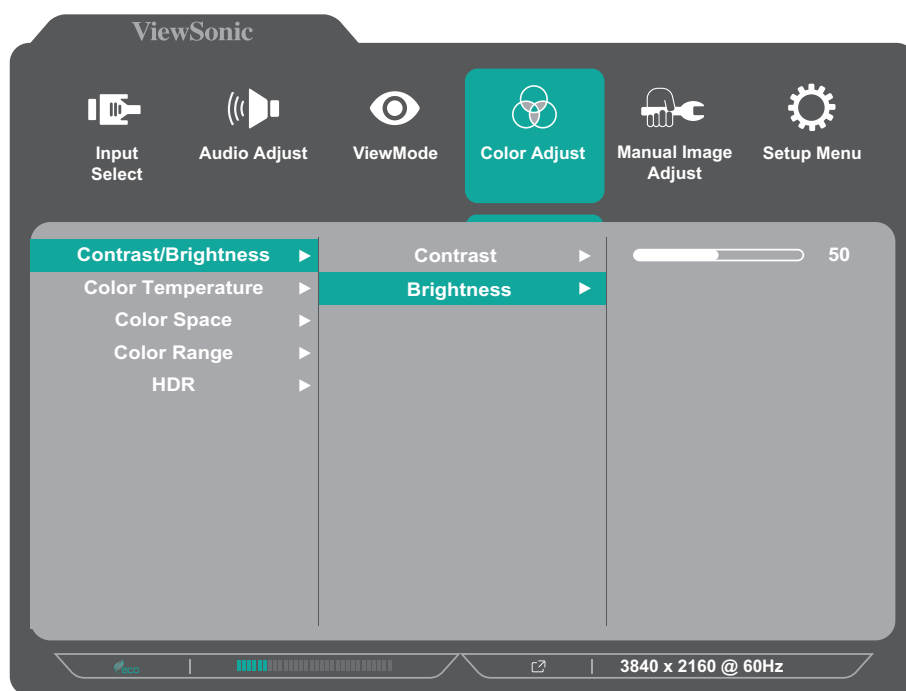 ViewSonic
Input
Select
Audio Adjust
ViewMode
Color Adjust
Manual Image
Adjust
Setup Menu
Contrast/Brightness
Color Temperature
Color Space
Color Range
HDR
Contrast
Brightness
50
eco
3840 x 2160 @ 60Hz